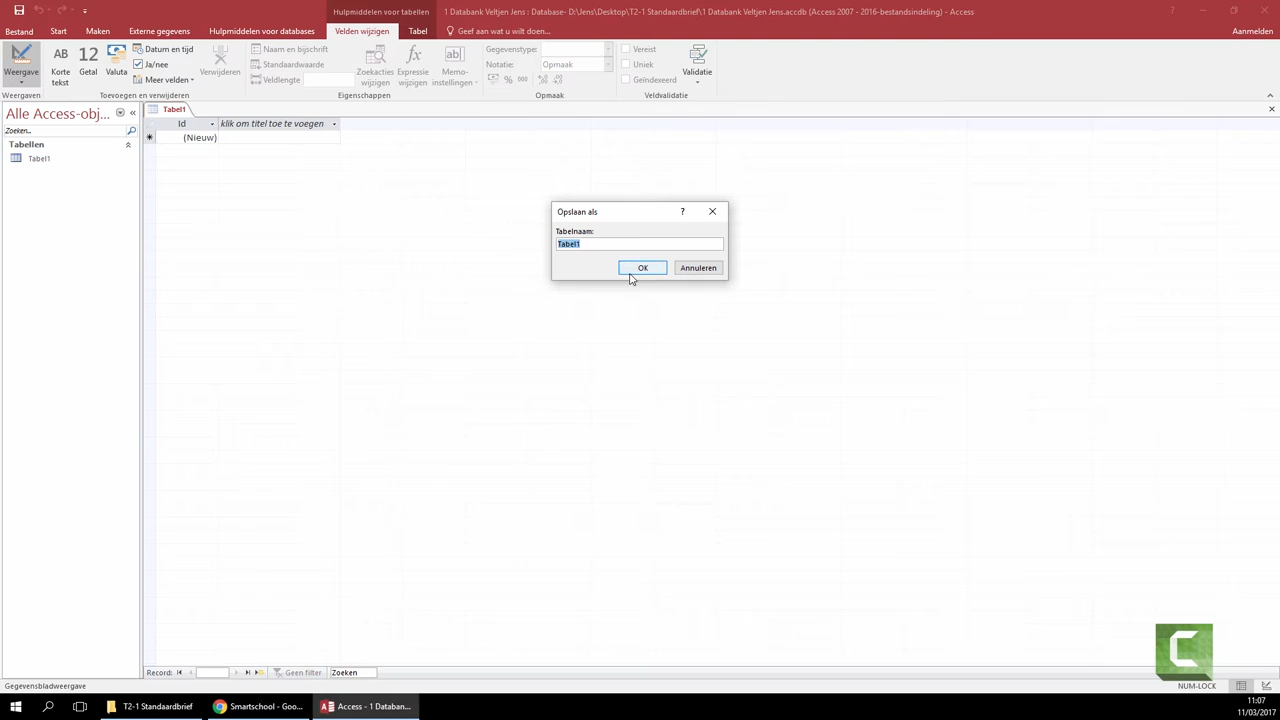 Hulpmiddelen voor tabellen
1 Databank Veltjen Jens : Database- D:\Jens\Desktop\T2-1 Standaardbrief\1 Databank Veltjen Jens.accdb (Access 2007 - 2016-bestandsindeling) - Access
Bestand Start Maken Externe gegevens Hulpmiddelen voor databases Velden wijzigen Tabel Geef aan wat u wilt doen... Aanmelden
Weergave
AB Korte tekst
12 Getal
Valuta
Datum en tijd
Ja/nee
Meer velden
Verwijderen
Naam en bijschrift
Standaardwaarde
Veldlengte
Zoekacties wijzigen
fx Expressie wijzigen
ab Memo-instellingen
Gegevenstype:
Notatie: Opmaak
% 000
Vereist
Uniek
Geïndexeerd
Validatie
Weergaven Toevoegen en verwijderen Eigenschappen Opmaak Veldvalidatie
Alle Access-obj... «
Zoeken...
Tabellen
Tabel1
Tabel1
Id klik om titel toe te voegen
(Nieuw)
Opslaan als ?
Tabelnaam:
Tabel1
OK Annuleren
Record: Geen filter Zoeken
Gegevensbladweergave NUM-LOCK
T2-1 Standaardbrief Smartschool - Goo... Access - 1 Databan...
11:07
11/03/2017